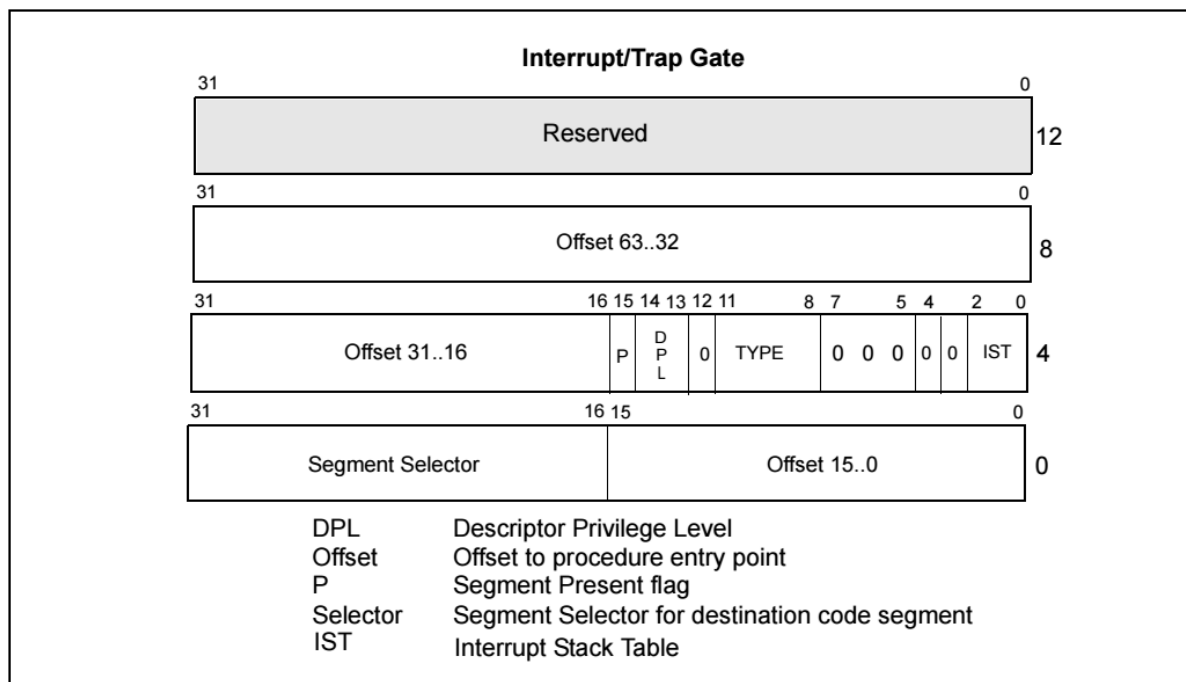 Interrupt/Trap Gate
31 0
Reserved 12
31 0
Offset 63..32 8
31 16 15 14 13 12 11 8 7 5 4 2 0
Offset 31..16 P DPL 0 TYPE 0 0 0 0 0 IST 4
31 16 15 0
Segment Selector Offset 15..0 0
DPL Descriptor Privilege Level
Offset Offset to procedure entry point
P Segment Present flag
Selector Segment Selector for destination code segment
IST Interrupt Stack Table